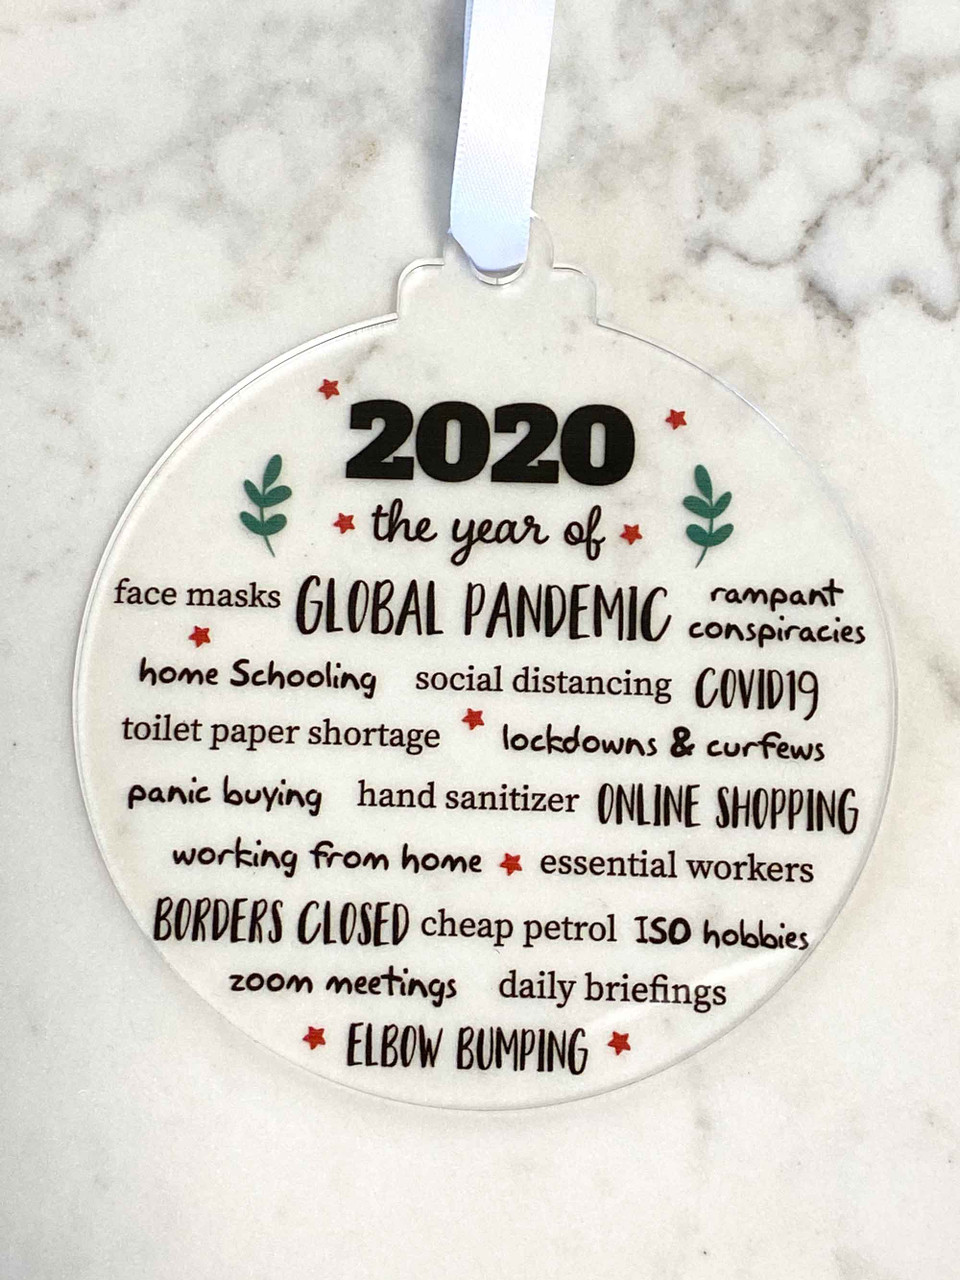 2020
the year of
face masks GLOBAL PANDEMIC rampant conspiracies
home Schooling social distancing COVID19
toilet paper shortage lockdowns & curfews
panic buying hand sanitizer ONLINE SHOPPING
working from home essential workers
BORDERS CLOSED cheap petrol ISO hobbies
zoom meetings daily briefings
ELBOW BUMPING